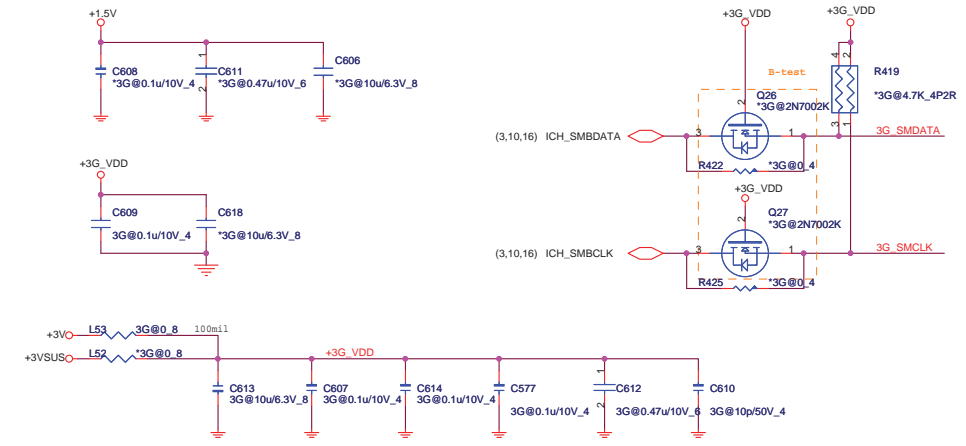 +1.5V
C608
*3G@0.1u/10V_4
1
C611
*3G@0.47u/10V_6
2
C606
*3G@10u/6.3V_8
+3G_VDD
C609
3G@0.1u/10V_4
C618
*3G@10u/6.3V_8
+3G_VDD
+3G_VDD
B-test
4
2
R419
*3G@4.7K_4P2R
3
1
Q26
*3G@2N7002K
2
(3,10,16) ICH_SMBDATA
3
1
3G_SMDATA
R422
*3G@0_4
+3G_VDD
Q27
*3G@2N7002K
2
(3,10,16) ICH_SMBCLK
3
1
3G_SMCLK
R425
*3G@0_4
+3V
L53
3G@0_8
100mil
+3VSUS
L52
*3G@0_8
+3G_VDD
C613
3G@10u/6.3V_8
C607
3G@0.1u/10V_4
C614
3G@0.1u/10V_4
C577
3G@0.1u/10V_4
1
C612
2
3G@0.47u/10V_6
C610
3G@10p/50V_4